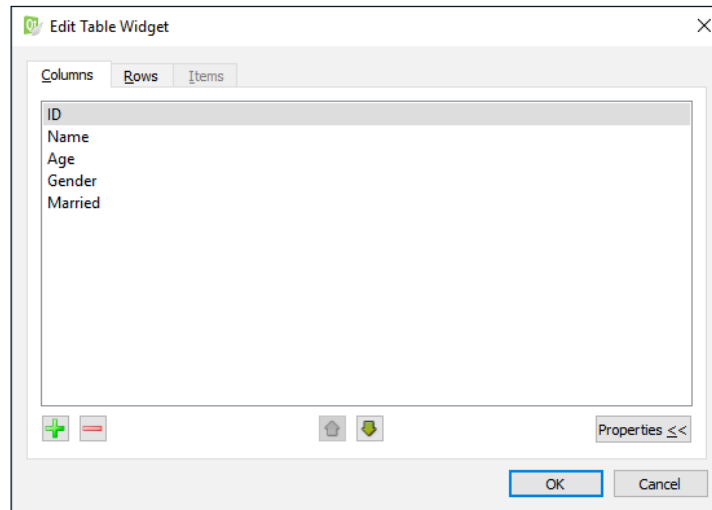 Edit Table Widget
Columns Rows Items
ID
Name
Age
Gender
Married
Properties <<
OK Cancel